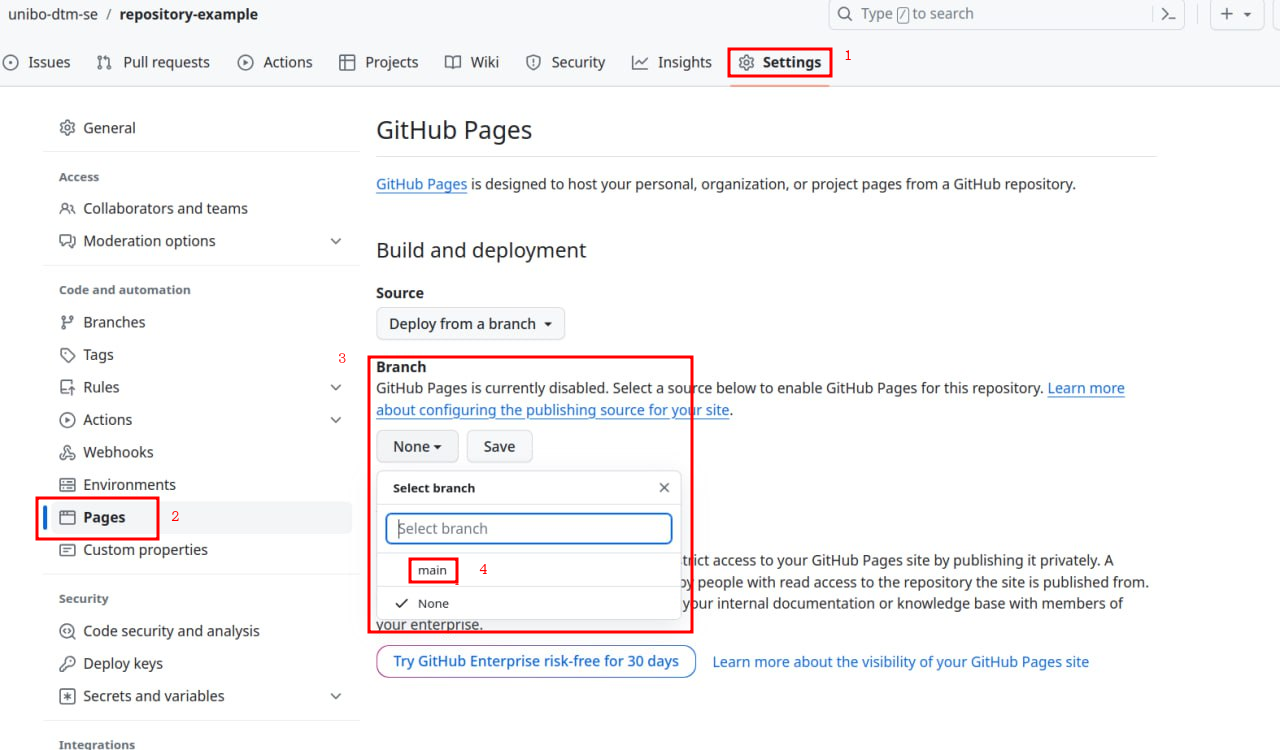 unibo-dtm-se / repository-example
Type / to search
Issues Pull requests Actions Projects Wiki Security Insights Settings 1
General
Access
Collaborators and teams
Moderation options
Code and automation
Branches
Tags
Rules
Actions
Webhooks
Environments
Pages 2
Custom properties
Security
Code security and analysis
Deploy keys
Secrets and variables
Integrations
GitHub Pages
GitHub Pages is designed to host your personal, organization, or project pages from a GitHub repository.
Build and deployment
Source
Deploy from a branch
3
Branch
GitHub Pages is currently disabled. Select a source below to enable GitHub Pages for this repository. Learn more
about configuring the publishing source for your site.
None Save
Select branch
Select branch
main 4
None
trict access to your GitHub Pages site by publishing it privately. A
by people with read access to the repository the site is published from.
your internal documentation or knowledge base with members of
your enterprise.
Try GitHub Enterprise risk-free for 30 days Learn more about the visibility of your GitHub Pages site